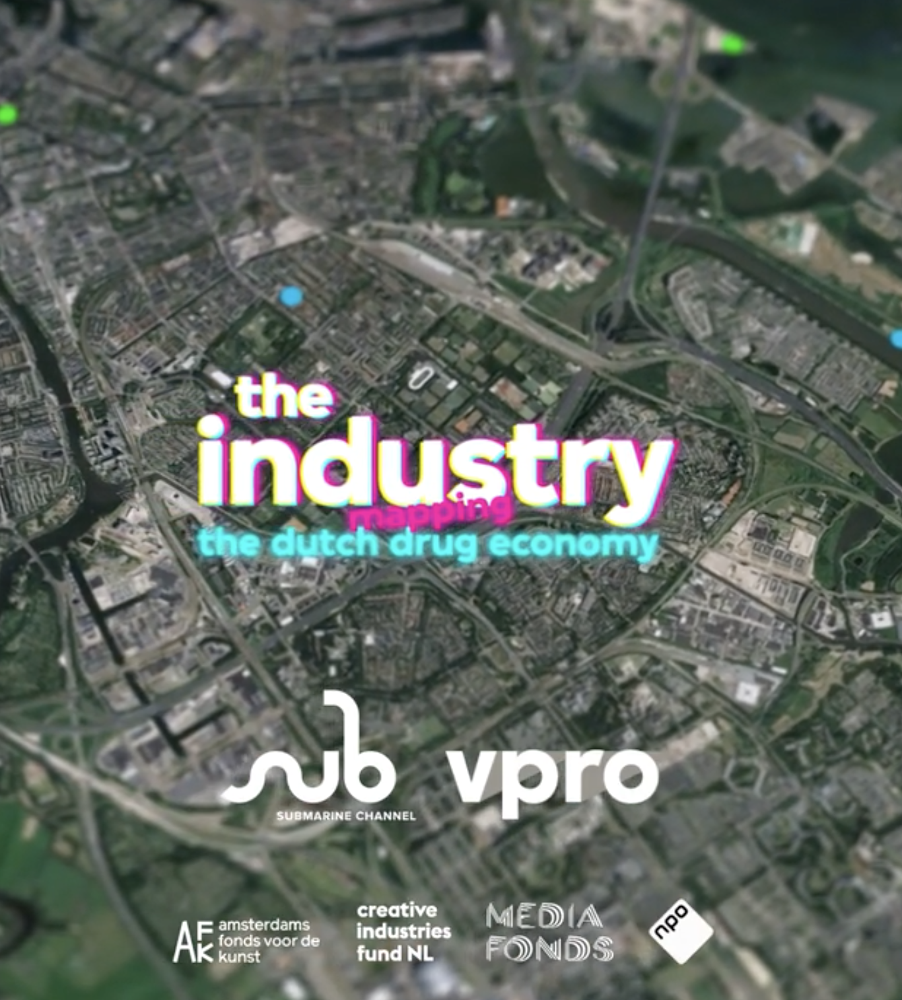 the
industry
mapping
the dutch drug economy
sub
SUBMARINE CHANNEL
vpro
AFK
amsterdams
fonds voor de
kunst
creative
industries
fund NL
MEDIA
FONDS
npo